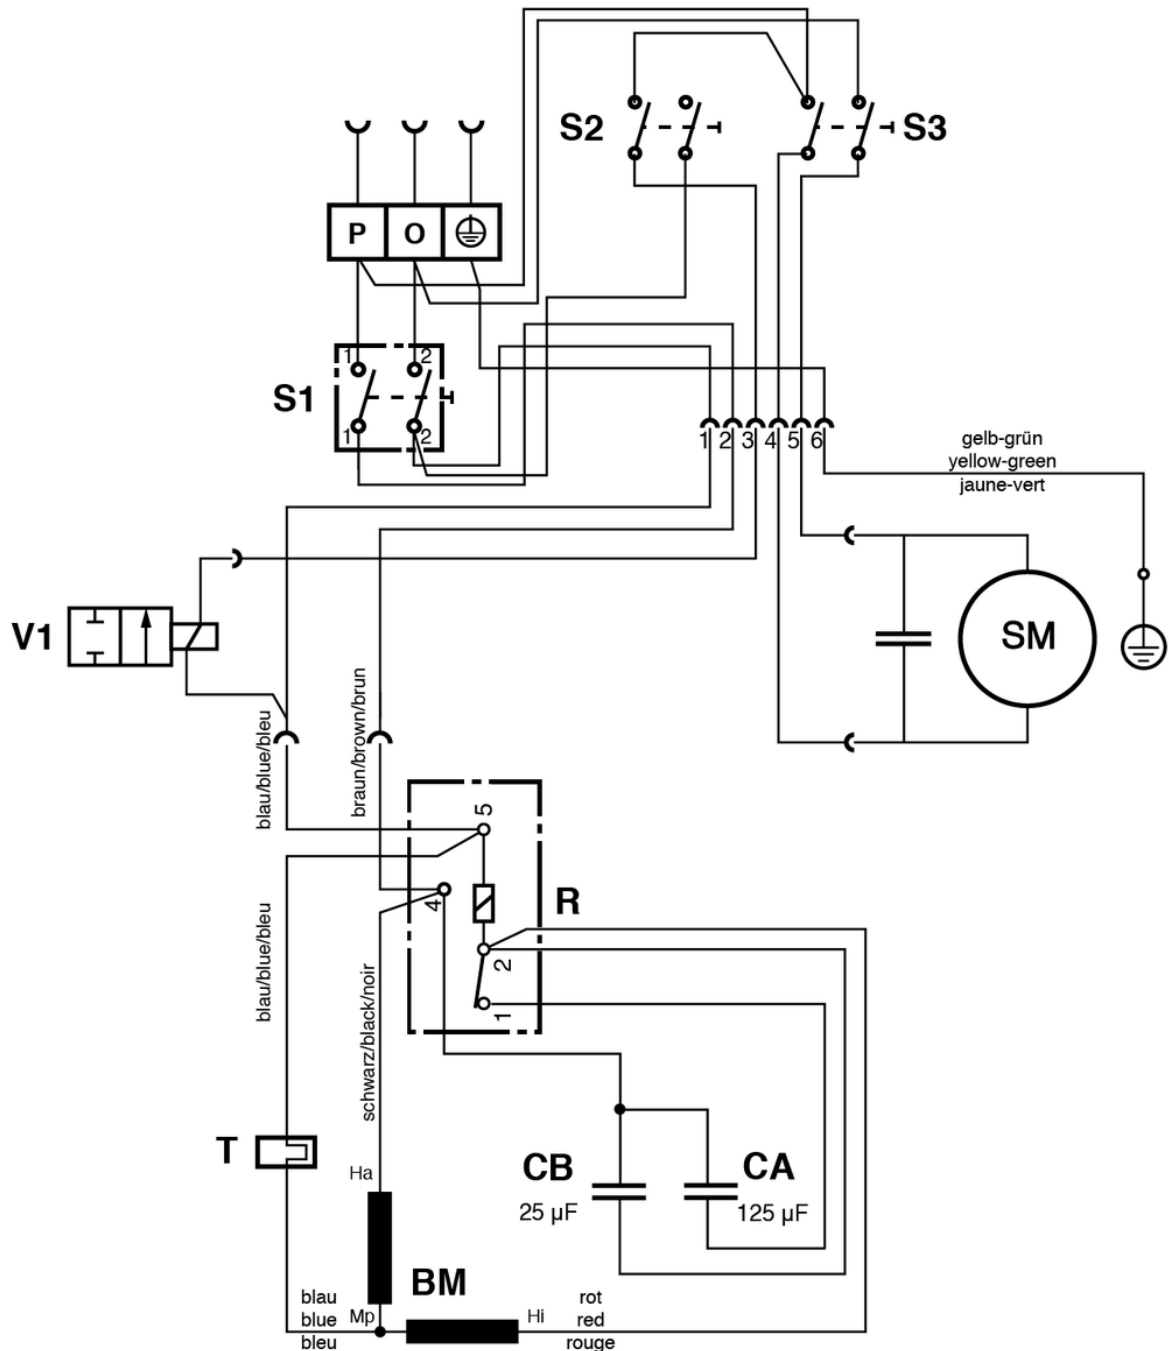 S2
S3
P O
1 2
S1
1 2
1 2 3 4 5 6
gelb-grün
yellow-green
jaune-vert
V1
SM
blau/blue/bleu
braun/brown/brun
5
4
R
2
1
blau/blue/bleu
schwarz/black/noir
T
Ha
CB
CA
25 µF
125 µF
BM
blau
blue
bleu
Mp
Hi
rot
red
rouge